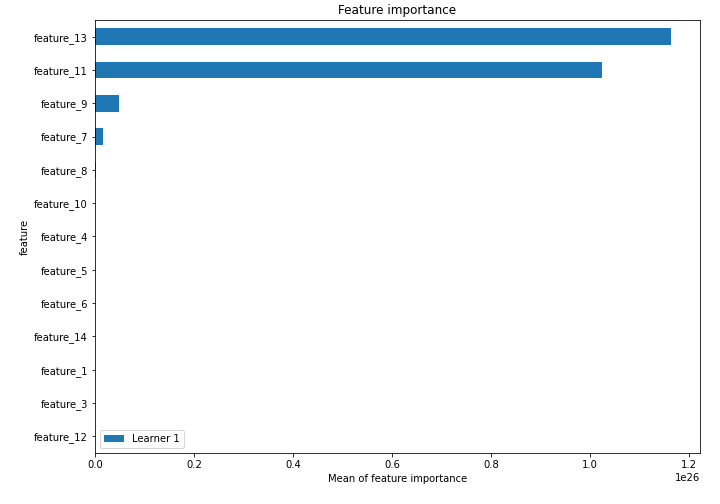 Feature importance
feature_13
feature_11
feature_9
feature_7
feature_8
feature_10
feature_4
feature_5
feature_6
feature_14
feature_1
feature_3
feature_12
feature
Learner 1
0.0 0.2 0.4 0.6 0.8 1.0 1.2
1e26
Mean of feature importance